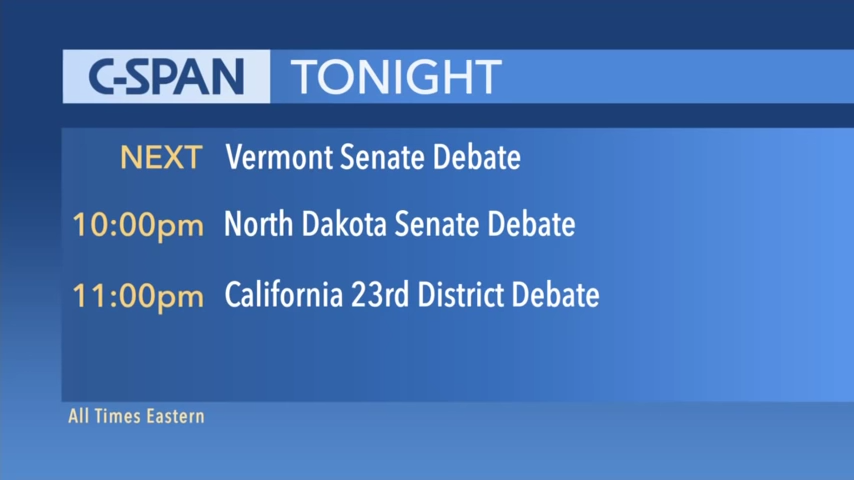 C-SPAN TONIGHT
NEXT Vermont Senate Debate
10:00pm North Dakota Senate Debate
11:00pm California 23rd District Debate
All Times Eastern